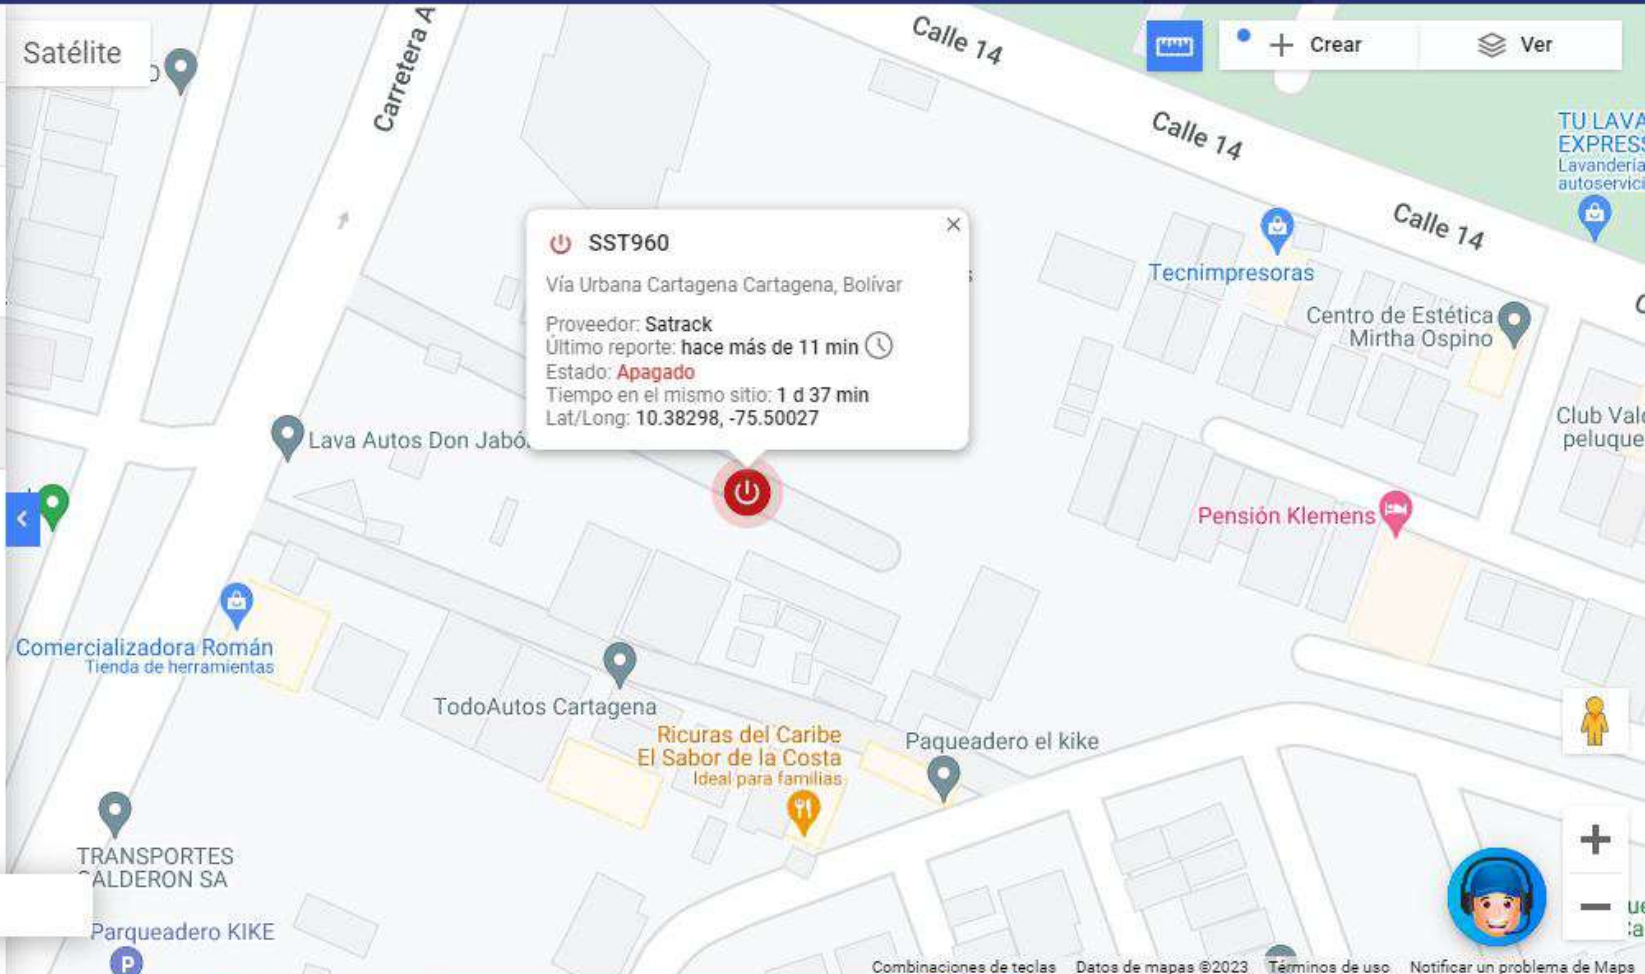 Satélite
Carretera A
Calle 14
Crear
Ver
Calle 14
TU LAVA
EXPRESS
Lavandería
autoservici
Calle 14
SST960
Vía Urbana Cartagena Cartagena, Bolívar
Proveedor: Satrack
Último reporte: hace más de 11 min
Estado: Apagado
Tiempo en el mismo sitio: 1 d 37 min
Lat/Long: 10.38298, -75.50027
Tecnimpresoras
Centro de Estética
Mirtha Ospino
Lava Autos Don Jabó
Club Val
peluque
Pensión Klemens
Comercializadora Román
Tienda de herramientas
TodoAutos Cartagena
Ricuras del Caribe
El Sabor de la Costa
Ideal para familias
Paqueadero el kike
TRANSPORTES
CALDERON SA
Parqueadero KIKE
P
Combinaciones de teclas Datos de mapas ©2023 Términos de uso Notificar un problema de Maps